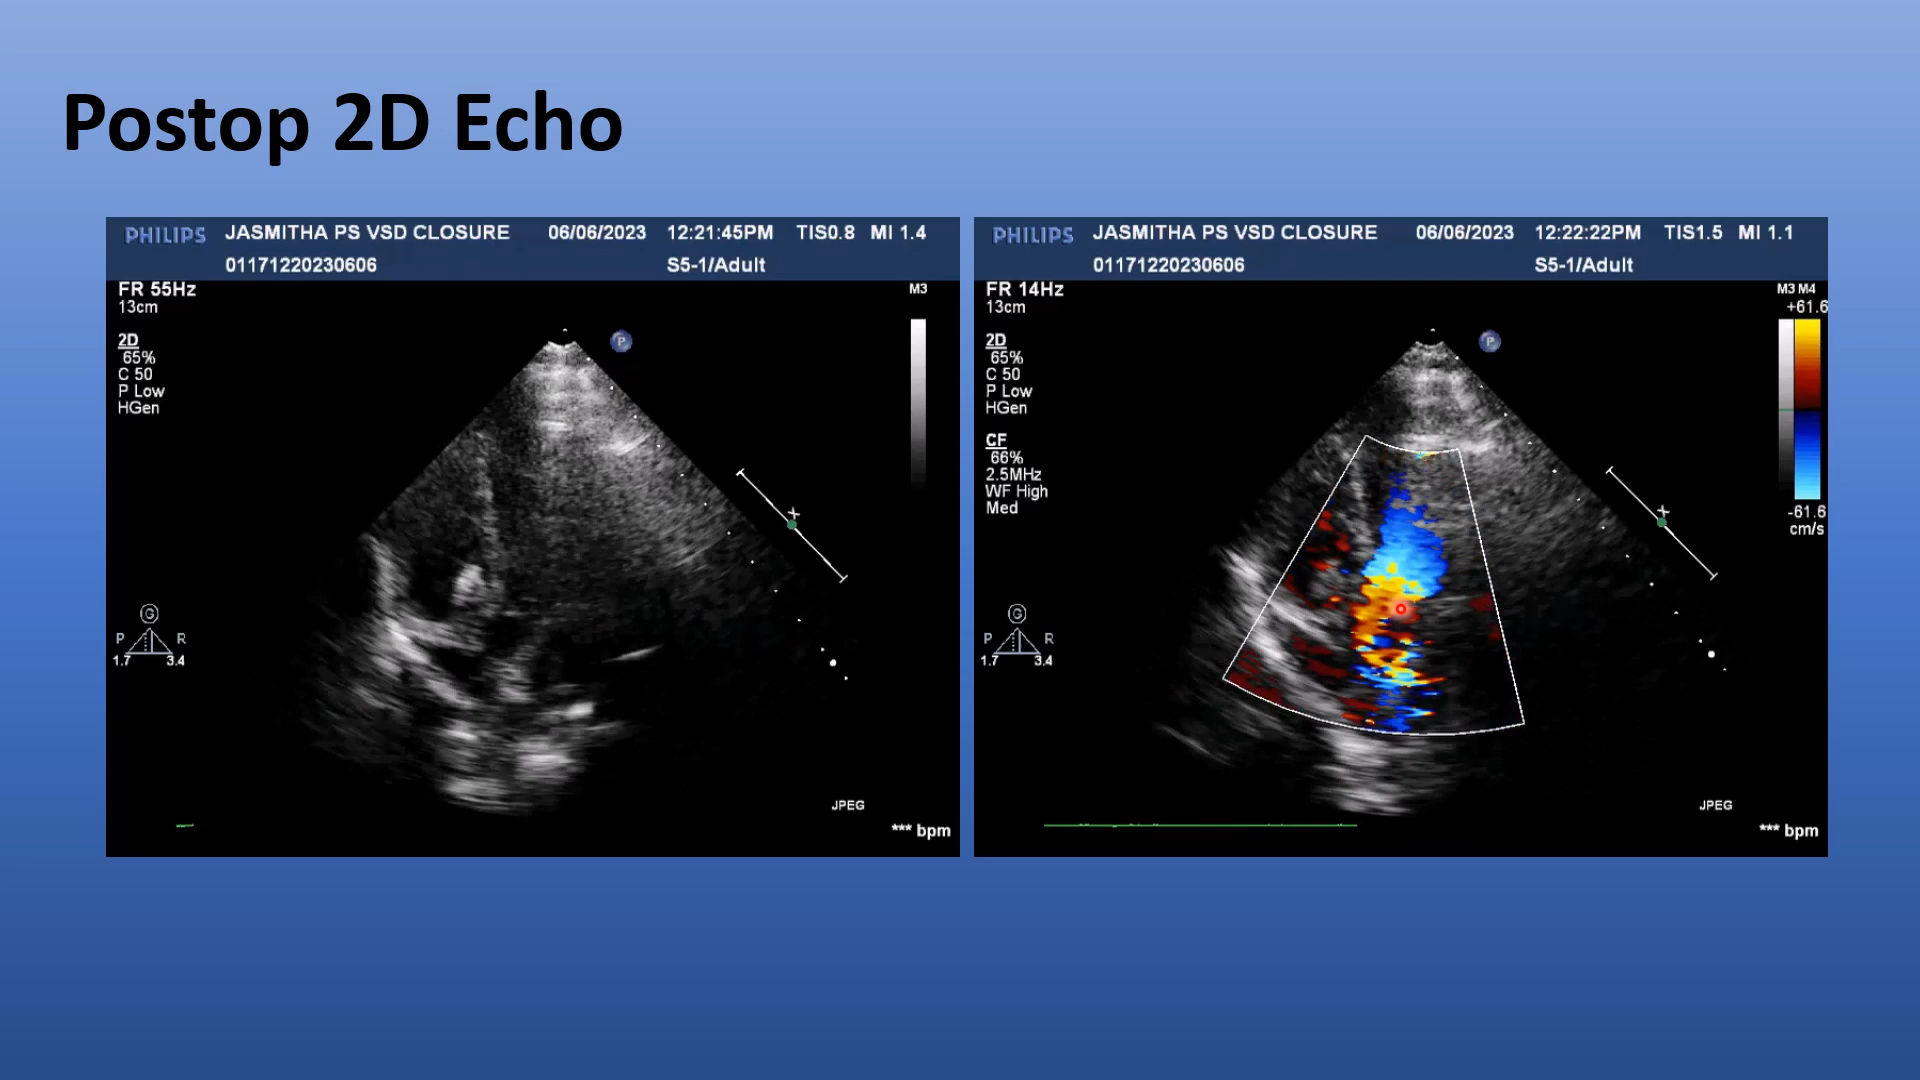 Postop 2D Echo
PHILIPS JASMITHA PS VSD CLOSURE 06/06/2023 12:21:45PM TIS0.8 MI 1.4
01171220230606 S5-1/Adult
FR 55Hz
13cm
M3
2D
65%
C 50
P Low
HGen
P
G
P R
1.7 3.4
JPEG
*** bpm
PHILIPS JASMITHA PS VSD CLOSURE 06/06/2023 12:22:22PM TIS1.5 MI 1.1
01171220230606 S5-1/Adult
FR 14Hz
13cm
M3 M4
+61.6
2D
65%
C 50
P Low
HGen
CF
66%
2.5MHz
WF High
Med
P
-61.6
cm/s
G
P R
1.7 3.4
JPEG
*** bpm